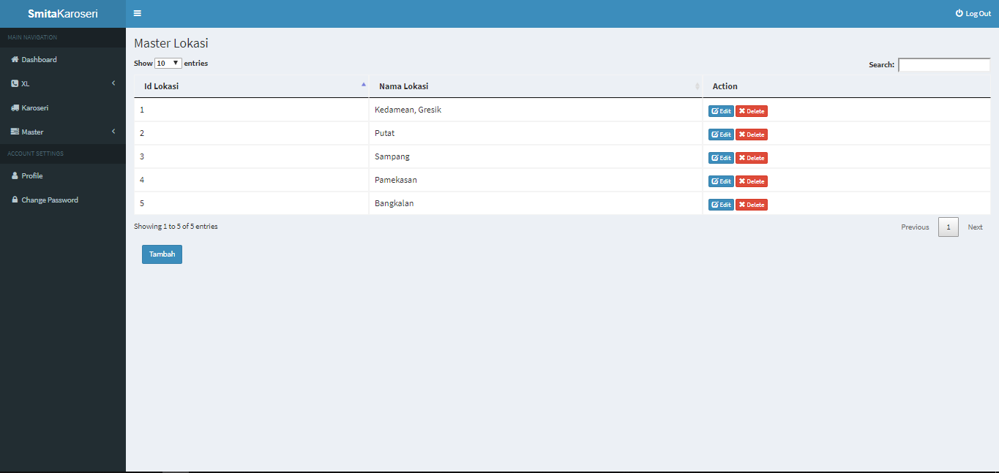 SmitaKaroseri
Log Out
MAIN NAVIGATION
Dashboard
XL
Karoseri
Master
ACCOUNT SETTINGS
Profile
Change Password
Master Lokasi
Show 10 entries
Search:
Id Lokasi Nama Lokasi Action
1 Kedamean, Gresik Edit Delete
2 Putat Edit Delete
3 Sampang Edit Delete
4 Pamekasan Edit Delete
5 Bangkalan Edit Delete
Showing 1 to 5 of 5 entries
Previous 1 Next
Tambah